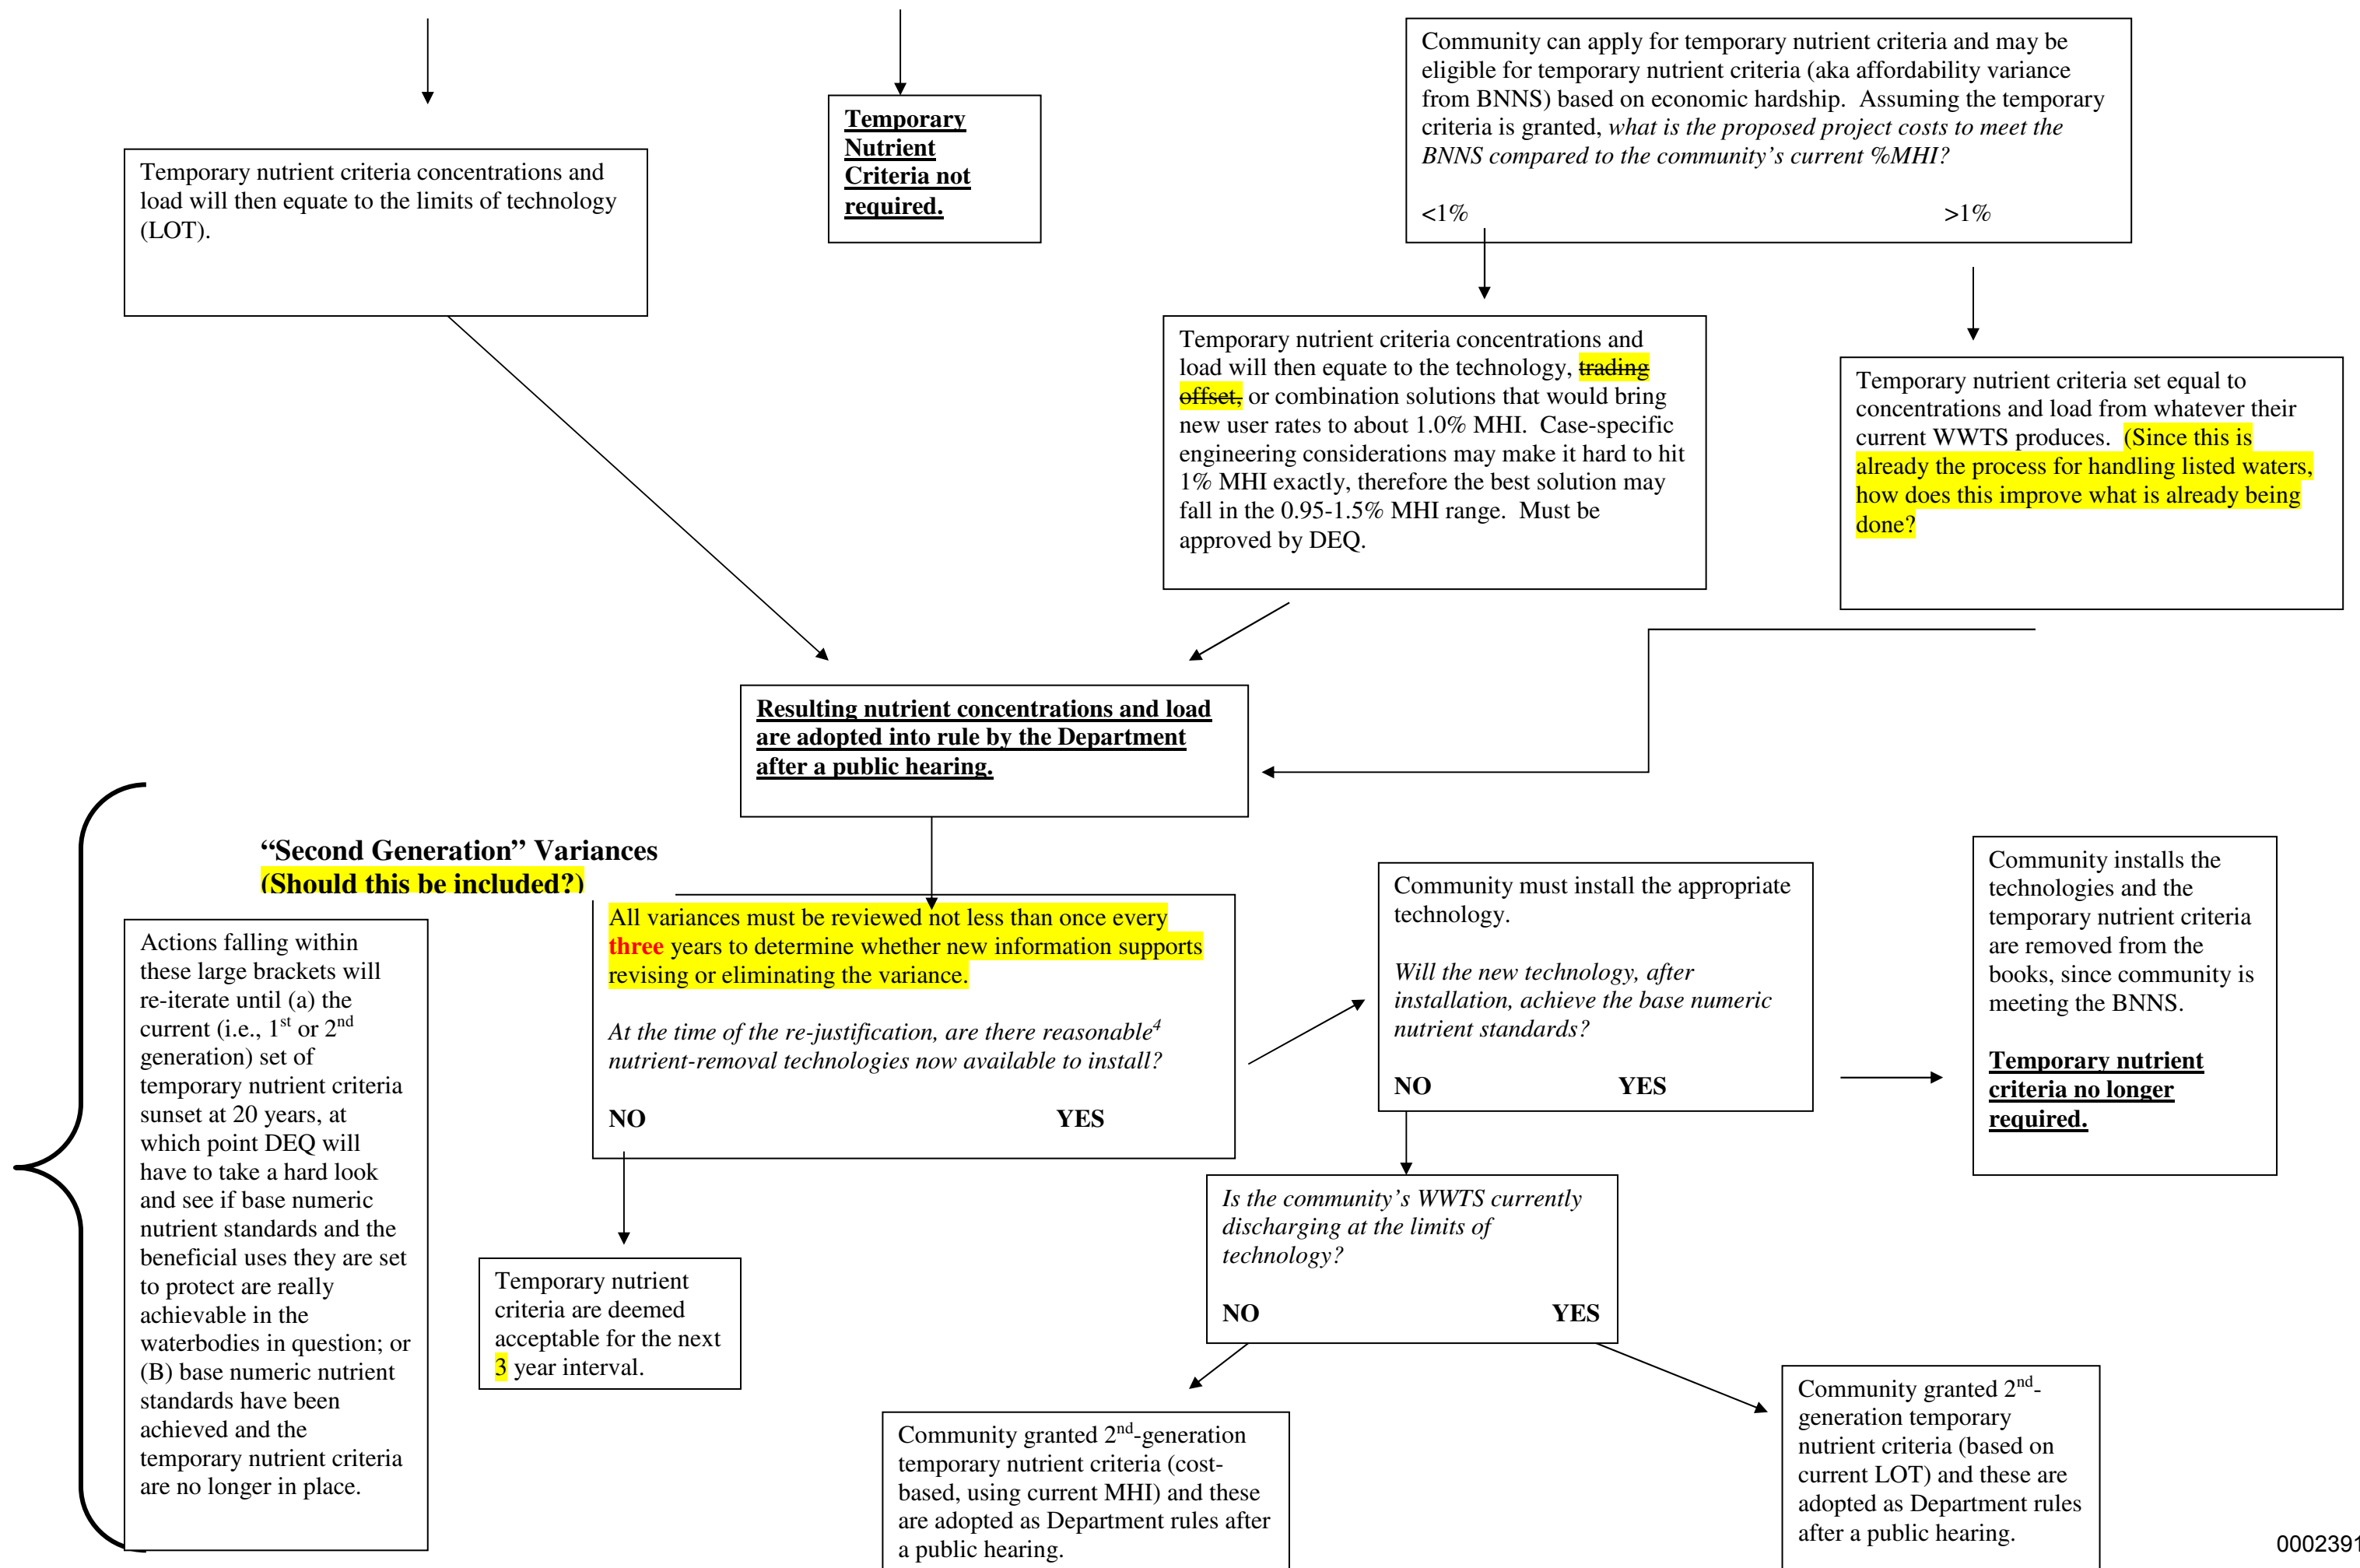 Community can apply for temporary nutrient criteria and may be
eligible for temporary nutrient criteria (aka affordability variance
from BNNS) based on economic hardship.  Assuming the temporary
criteria is granted, what is the proposed project costs to meet the
BNNS compared to the community’s current %MHI?
<1% >1%
Temporary
Nutrient
Criteria not
required.
Temporary nutrient criteria concentrations and
load will then equate to the limits of technology
(LOT).
Temporary nutrient criteria concentrations and
load will then equate to the technology, trading
offset, or combination solutions that would bring
new user rates to about 1.0% MHI.  Case-specific
engineering considerations may make it hard to hit
1% MHI exactly, therefore the best solution may
fall in the 0.95-1.5% MHI range.  Must be
approved by DEQ.
Temporary nutrient criteria set equal to
concentrations and load from whatever their
current WWTS produces.  (Since this is
already the process for handling listed waters,
how does this improve what is already being
done?
Resulting nutrient concentrations and load
are adopted into rule by the Department
after a public hearing.
“Second Generation” Variances
(Should this be included?)
Actions falling within
these large brackets will
re-iterate until (a) the
current (i.e., 1st or 2nd
generation) set of
temporary nutrient criteria
sunset at 20 years, at
which point DEQ will
have to take a hard look
and see if base numeric
nutrient standards and the
beneficial uses they are set
to protect are really
achievable in the
waterbodies in question; or
(B) base numeric nutrient
standards have been
achieved and the
temporary nutrient criteria
are no longer in place.
All variances must be reviewed not less than once every
three years to determine whether new information supports
revising or eliminating the variance.
At the time of the re-justification, are there reasonable4
nutrient-removal technologies now available to install?
NO YES
Community must install the appropriate
technology.
Will the new technology, after
installation, achieve the base numeric
nutrient standards?
NO YES
Community installs the
technologies and the
temporary nutrient criteria
are removed from the
books, since community is
meeting the BNNS.
Temporary nutrient
criteria no longer
required.
Temporary nutrient
criteria are deemed
acceptable for the next
3 year interval.
Is the community’s WWTS currently
discharging at the limits of
technology?
NO YES
Community granted 2nd-generation
temporary nutrient criteria (cost-
based, using current MHI) and these
are adopted as Department rules after
a public hearing.
Community granted 2nd-
generation temporary
nutrient criteria (based on
current LOT) and these are
adopted as Department rules
after a public hearing.
0002391